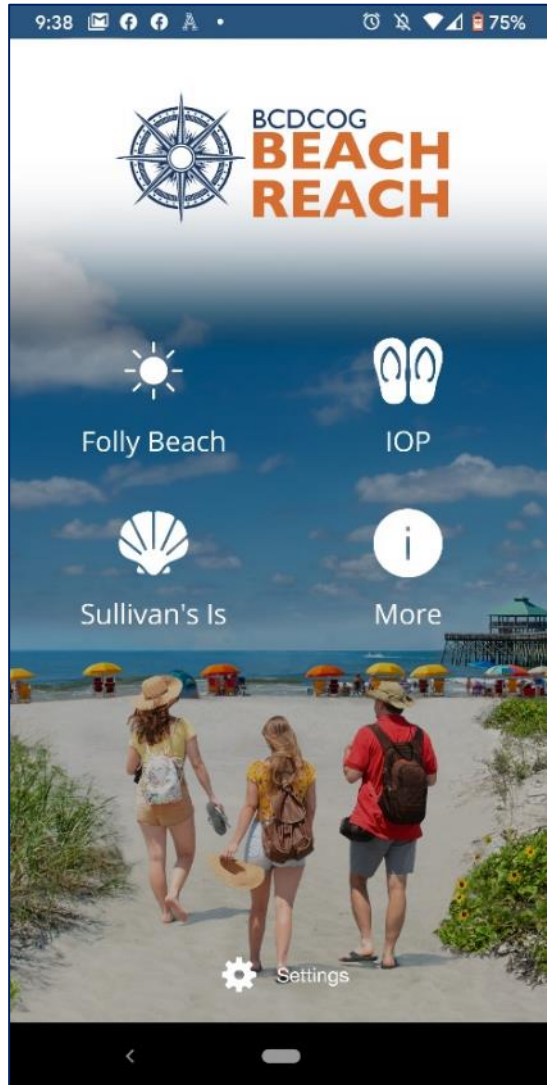 9:38
75%
BCDCOG
BEACH
REACH
Folly Beach
IOP
Sullivan's Is
More
Settings